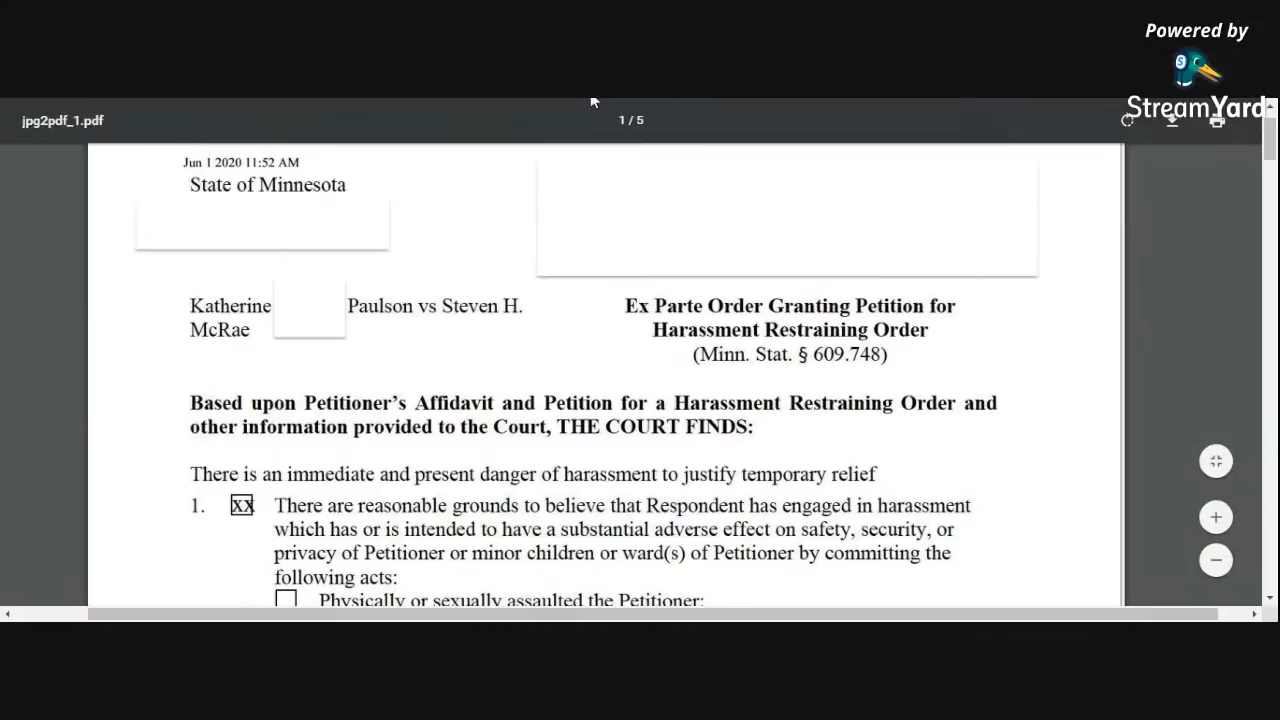 Powered by
StreamYard
jpg2pdf_1.pdf
1 / 5
Jun 1 2020 11:52 AM
State of Minnesota
Katherine Paulson vs Steven H.
McRae
Ex Parte Order Granting Petition for
Harassment Restraining Order
(Minn. Stat. § 609.748)
Based upon Petitioner's Affidavit and Petition for a Harassment Restraining Order and
other information provided to the Court, THE COURT FINDS:
There is an immediate and present danger of harassment to justify temporary relief
1. XX There are reasonable grounds to believe that Respondent has engaged in harassment
which has or is intended to have a substantial adverse effect on safety, security, or
privacy of Petitioner or minor children or ward(s) of Petitioner by committing the
following acts:
Physically or sexually assaulted the Petitioner: